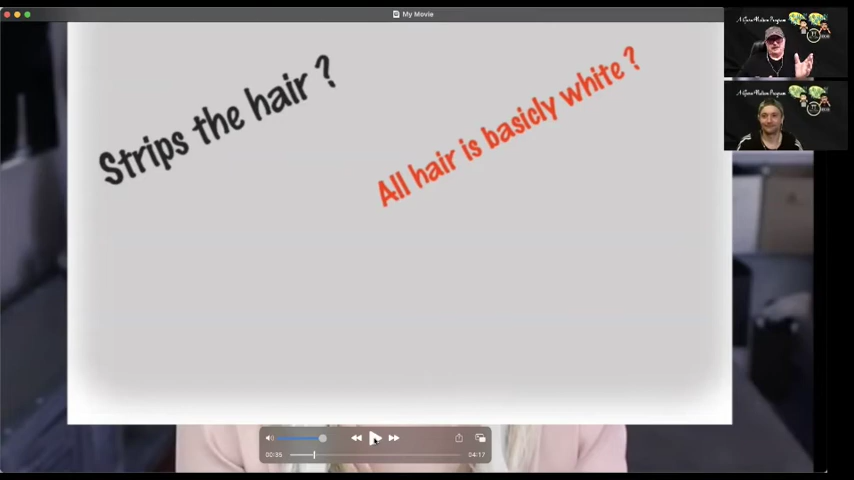 My Movie
Strips the hair ?
All hair is basicly white ?
00:35
04:17